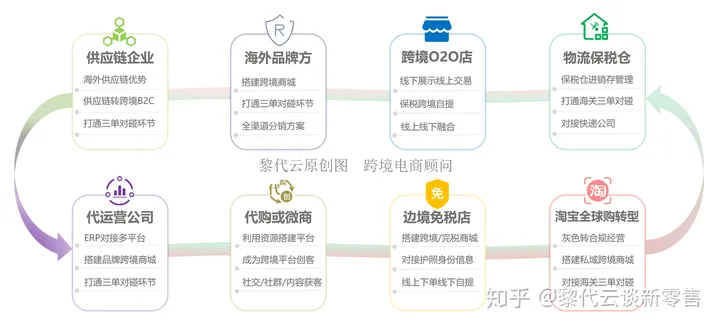 供应链企业
海外供应链优势
供应链转跨境B2C
打通三单对碰环节
R
海外品牌方
搭建跨境商城
打通三单对碰环节
全渠道分销方案
跨境O2O店
线下展示线上交易
保税跨境自提
线上线下融合
物流保税仓
保税仓进销存管理
打通海关三单对碰
对接快递公司
黎代云原创图 跨境电商顾问
代运营公司
ERP对接多平台
搭建品牌跨境商城
打通三单对碰环节
代购
创
代购或微商
利用资源搭建平台
成为跨境平台创客
社交/社群/内容获客
免
边境免税店
搭建跨境/完税商城
对接护照身份信息
线上下单线下自提
淘
淘宝全球购转型
灰色转合规经营
搭建私域跨境商城
对接海关三单对碰
知乎 @黎代云谈新零售